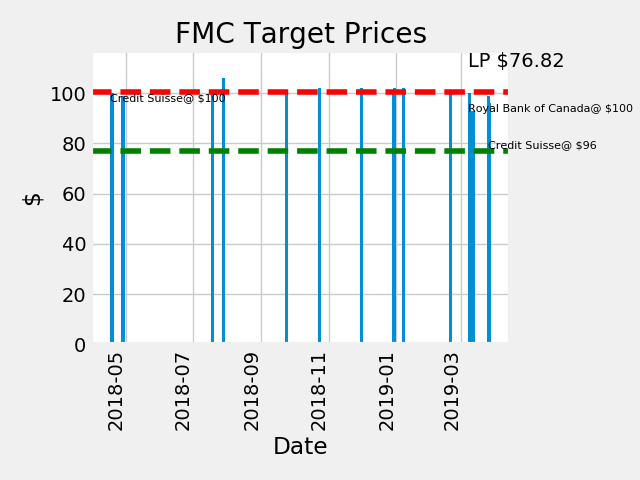 FMC Target Prices
LP $76.82
Credit Suisse@ $100
Royal Bank of Canada@ $100
Credit Suisse@ $96
$
100
80
60
40
20
0
2018-05
2018-07
2018-09
2018-11
2019-01
2019-03
Date